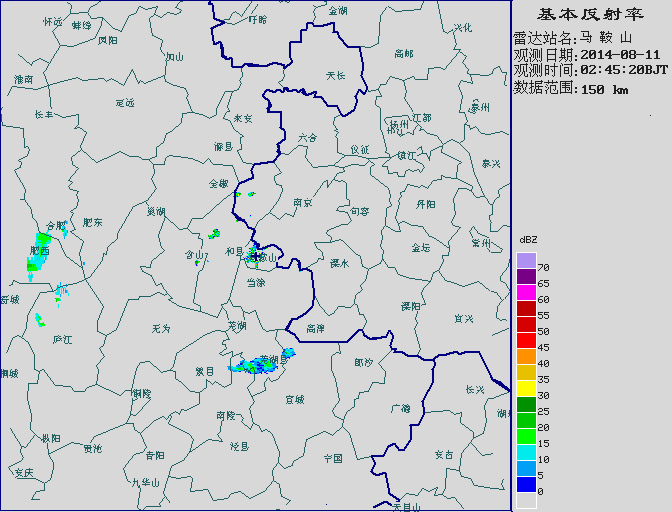 基本反射率
雷达站名:马 鞍 山
观测日期:2014-08-11
观测时间:02:45:20BJT
数据范围:150 km
dBZ
70
65
60
55
50
45
40
35
30
25
20
15
10
5
0
怀远
蚌埠
凤阳
盱眙
金湖
兴化
嘉山
高邮
淮南
天长
长丰
定远
来安
泰州
扬州
江都
六合
仪征
滁县
镇江
泰兴
全椒
南京
句容
丹阳
巢湖
肥东
合肥
肥西
含山
和县
金坛
常州
溧水
当涂
舒城
庐江
无为
芜湖
高淳
溧阳
宜兴
芜湖县
繁昌
郎溪
桐城
铜陵
宣城
广德
长兴
南陵
枞阳
贵池
青阳
泾县
宁国
安吉
安庆
九华山
天目山